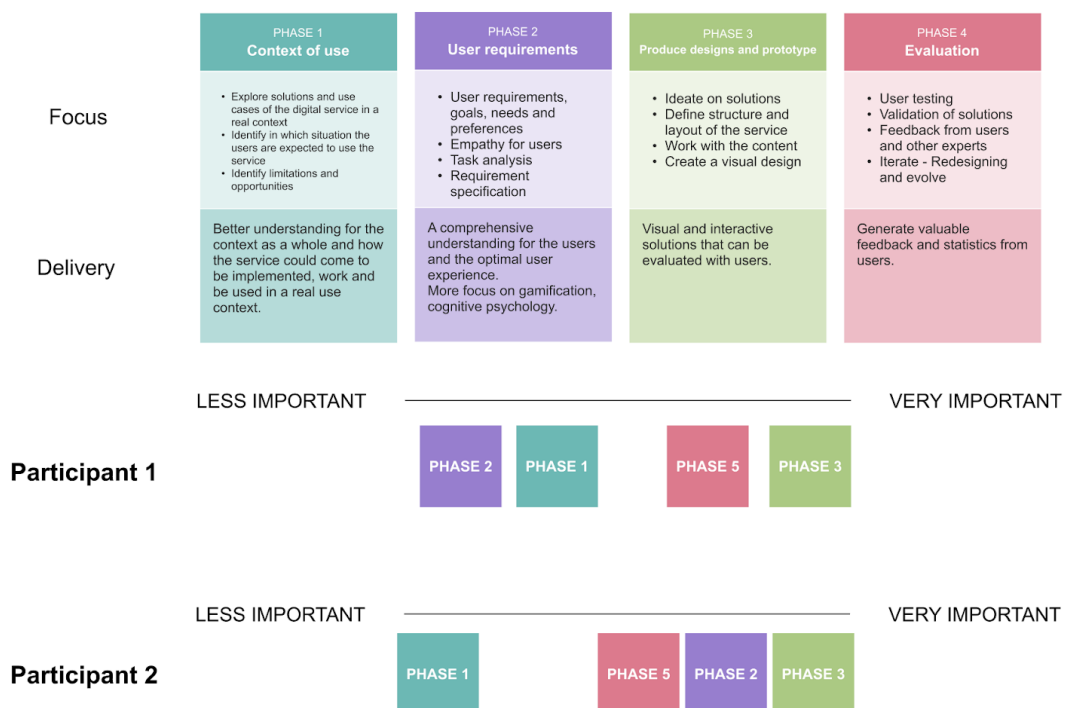 PHASE 1
Context of use
PHASE 2
User requirements
PHASE 3
Produce designs and prototype
PHASE 4
Evaluation
Focus
• Explore solutions and use
cases of the digital service in a
real context
• Identify in which situation the
users are expected to use the
service
• Identify limitations and
opportunities
• User requirements,
goals, needs and
preferences
• Empathy for users
• Task analysis
• Requirement
specification
• Ideate on solutions
• Define structure and
layout of the service
• Work with the content
• Create a visual design
• User testing
• Validation of solutions
• Feedback from users
and other experts
• Iterate - Redesigning
and evolve
Delivery
Better understanding for the
context as a whole and how
the service could come to
be implemented, work and
be used in a real use
context.
A comprehensive
understanding for the users
and the optimal user
experience.
More focus on gamification,
cognitive psychology.
Visual and interactive
solutions that can be
evaluated with users.
Generate valuable
feedback and statistics from
users.
LESS IMPORTANT
VERY IMPORTANT
Participant 1
PHASE 2
PHASE 1
PHASE 5
PHASE 3
LESS IMPORTANT
VERY IMPORTANT
Participant 2
PHASE 1
PHASE 5
PHASE 2
PHASE 3